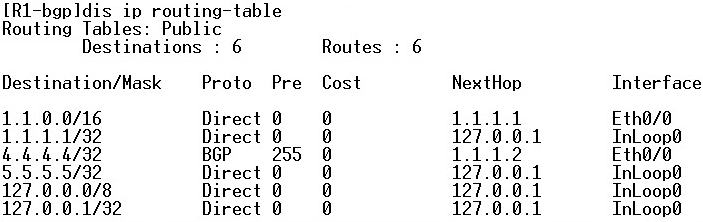 [R1-bgp]dis ip routing-table
Routing Tables: Public
Destinations : 6 Routes : 6
Destination/Mask Proto Pre Cost NextHop Interface
1.1.0.0/16 Direct 0 0 1.1.1.1 Eth0/0
1.1.1.1/32 Direct 0 0 127.0.0.1 InLoop0
4.4.4.4/32 BGP 255 0 1.1.1.2 Eth0/0
5.5.5.5/32 Direct 0 0 127.0.0.1 InLoop0
127.0.0.0/8 Direct 0 0 127.0.0.1 InLoop0
127.0.0.1/32 Direct 0 0 127.0.0.1 InLoop0